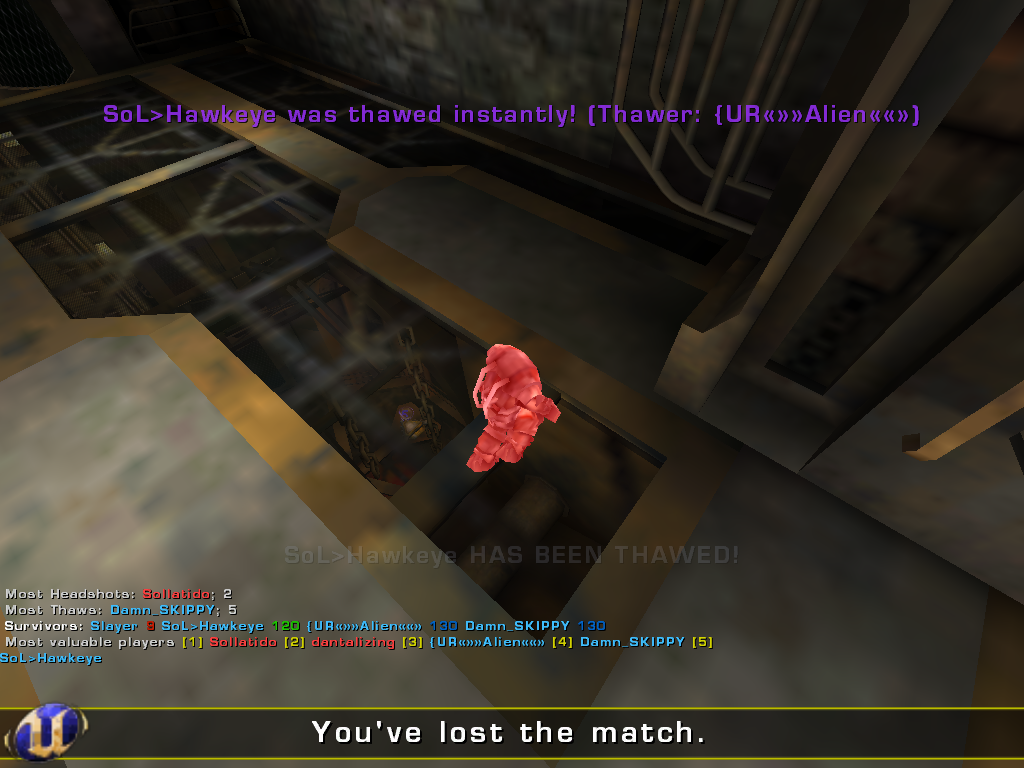 SoL>Hawkeye was thawed instantly! (Thawer: {UR«»»Alien««»)
SoL>Hawkeye HAS BEEN THAWED!
Most Headshots: Sollatido; 2
Most Thaws: Damn_SKIPPY; 5
Survivors: Slayer 9 SoL>Hawkeye 120 {UR«»»Alien««» 130 Damn_SKIPPY 130
Most valuable players [1] Sollatido [2] dantalizing [3] {UR«»»Alien««» [4] Damn_SKIPPY [5]
SoL>Hawkeye
You've lost the match.